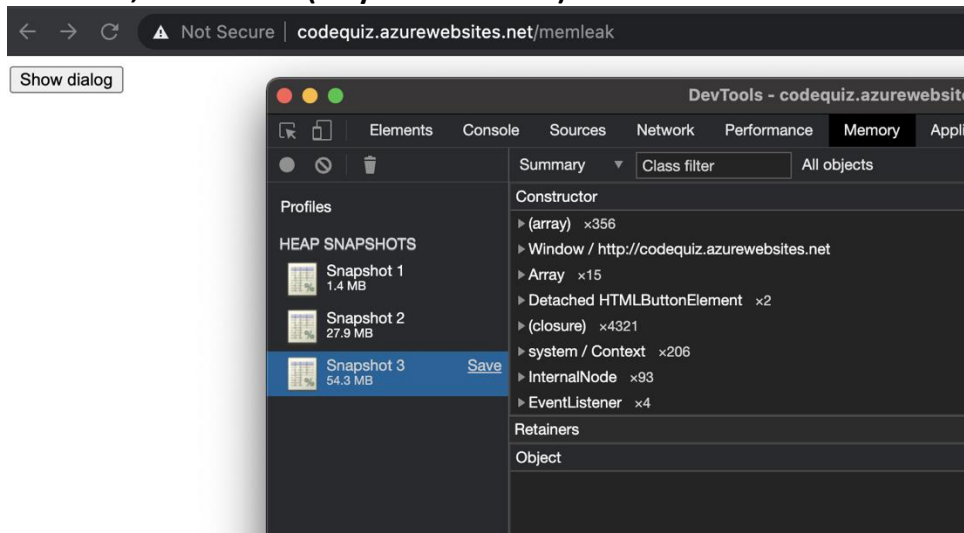 Not Secure | codequiz.azurewebsites.net/memleak
Show dialog
DevTools - codequiz.azurewebsite
Elements Console Sources Network Performance Memory Appli
Summary ▼ Class filter All objects
Profiles
HEAP SNAPSHOTS
Snapshot 1
1.4 MB
Snapshot 2
27.9 MB
Snapshot 3 Save
54.3 MB
Constructor
▶(array) ×356
▶Window / http://codequiz.azurewebsites.net
▶Array ×15
▶Detached HTMLButtonElement ×2
▶(closure) ×4321
▶system / Context ×206
▶InternalNode ×93
▶EventListener ×4
Retainers
Object